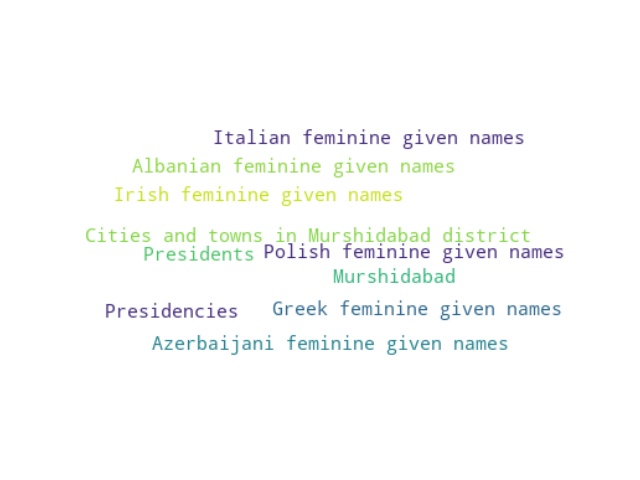 Italian feminine given names
Albanian feminine given names
Irish feminine given names
Cities and towns in Murshidabad district
Presidents
Polish feminine given names
Murshidabad
Presidencies
Greek feminine given names
Azerbaijani feminine given names